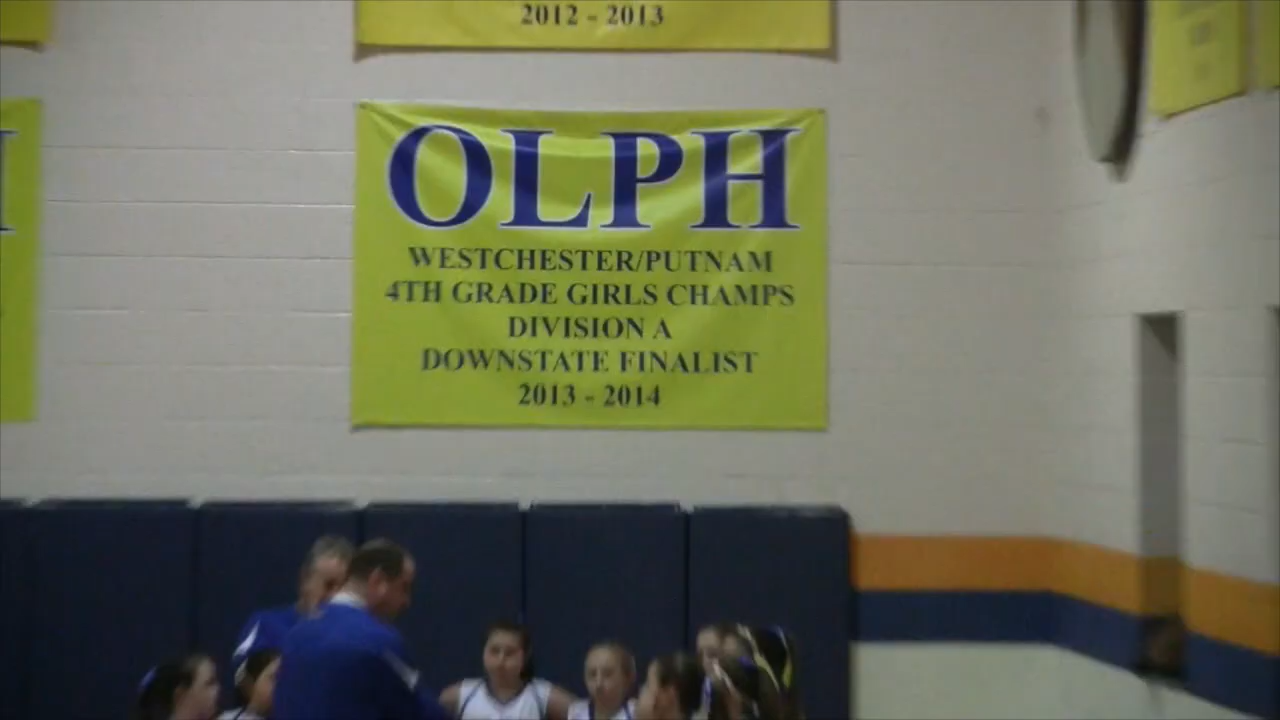 2012 - 2013
OLPH
WESTCHESTER/PUTNAM
4TH GRADE GIRLS CHAMPS
DIVISION A
DOWNSTATE FINALIST
2013 - 2014